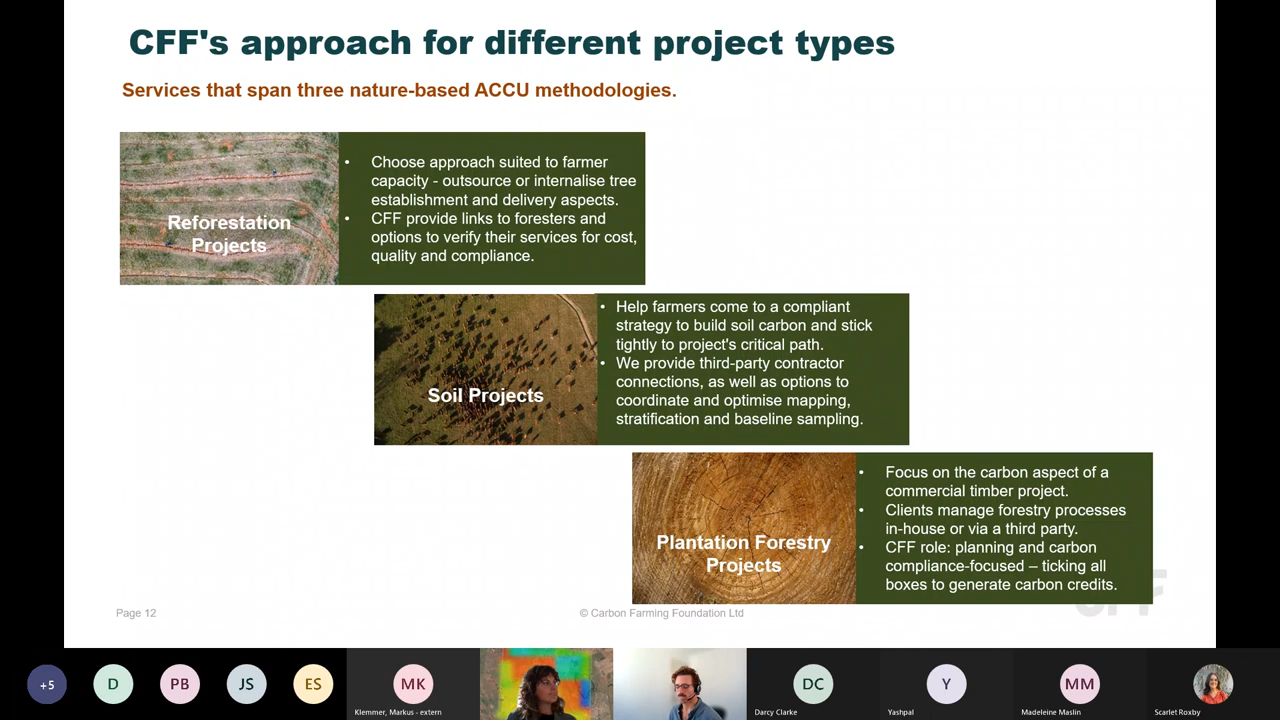 CFF's approach for different project types
Services that span three nature-based ACCU methodologies.
Reforestation
Projects
• Choose approach suited to farmer
capacity - outsource or internalise tree
establishment and delivery aspects.
• CFF provide links to foresters and
options to verify their services for cost,
quality and compliance.
Soil Projects
• Help farmers come to a compliant
strategy to build soil carbon and stick
tightly to project's critical path.
• We provide third-party contractor
connections, as well as options to
coordinate and optimise mapping,
stratification and baseline sampling.
Plantation Forestry
Projects
• Focus on the carbon aspect of a
commercial timber project.
• Clients manage forestry processes
in-house or via a third party.
• CFF role: planning and carbon
compliance-focused – ticking all
boxes to generate carbon credits.
CFF
Page 12
© Carbon Farming Foundation Ltd
+5
D
PB
JS
ES
MK
Klemmer, Markus - extern
DC
Darcy Clarke
Y
Yashpal
MM
Madeleine Maslin
Scarlet Roxby